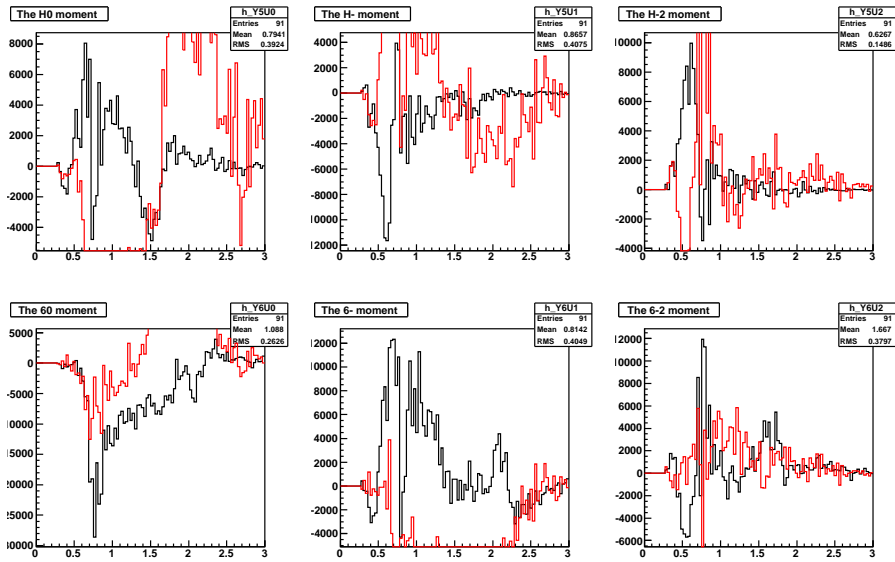 The H0 moment
h_Y5U0
Entries 91
Mean 0.7941
RMS 0.3924
8000
6000
4000
2000
0
-2000
-4000
0 0.5 1 1.5 2 2.5 3
The H- moment
h_Y5U1
Entries 91
Mean 0.8657
RMS 0.4075
4000
2000
0
-2000
-4000
-6000
-8000
10000
12000
0 0.5 1 1.5 2 2.5 3
The H-2 moment
h_Y5U2
Entries 91
Mean 0.6267
RMS 0.1486
10000
8000
6000
4000
2000
0
-2000
-4000
0 0.5 1 1.5 2 2.5 3
The 60 moment
h_Y6U0
Entries 91
Mean 1.088
RMS 0.2626
5000
0
-5000
10000
15000
20000
25000
30000
0 0.5 1 1.5 2 2.5 3
The 6- moment
h_Y6U1
Entries 91
Mean 0.8142
RMS 0.4049
12000
10000
8000
6000
4000
2000
0
-2000
-4000
0 0.5 1 1.5 2 2.5 3
The 6-2 moment
h_Y6U2
Entries 91
Mean 1.667
RMS 0.3797
12000
10000
8000
6000
4000
2000
0
-2000
-4000
-6000
0 0.5 1 1.5 2 2.5 3